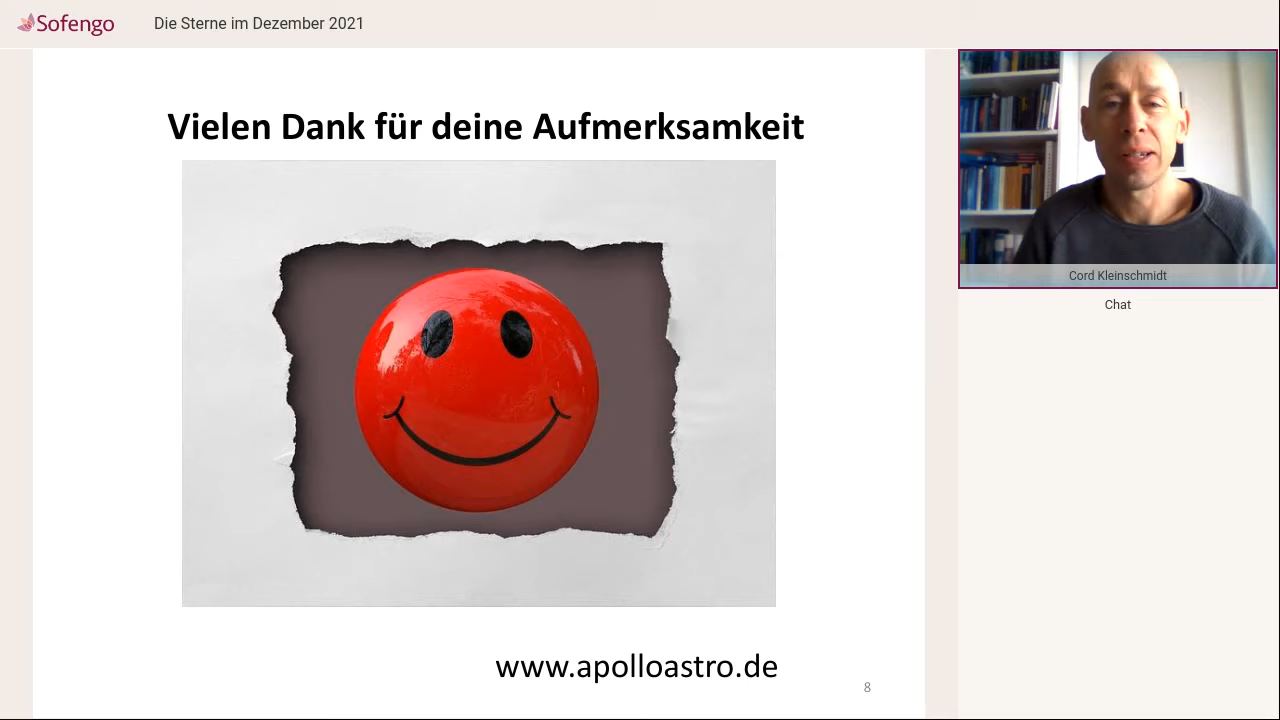 Sofengo
Die Sterne im Dezember 2021
Vielen Dank für deine Aufmerksamkeit
www.apolloastro.de
8
Cord Kleinschmidt
Chat